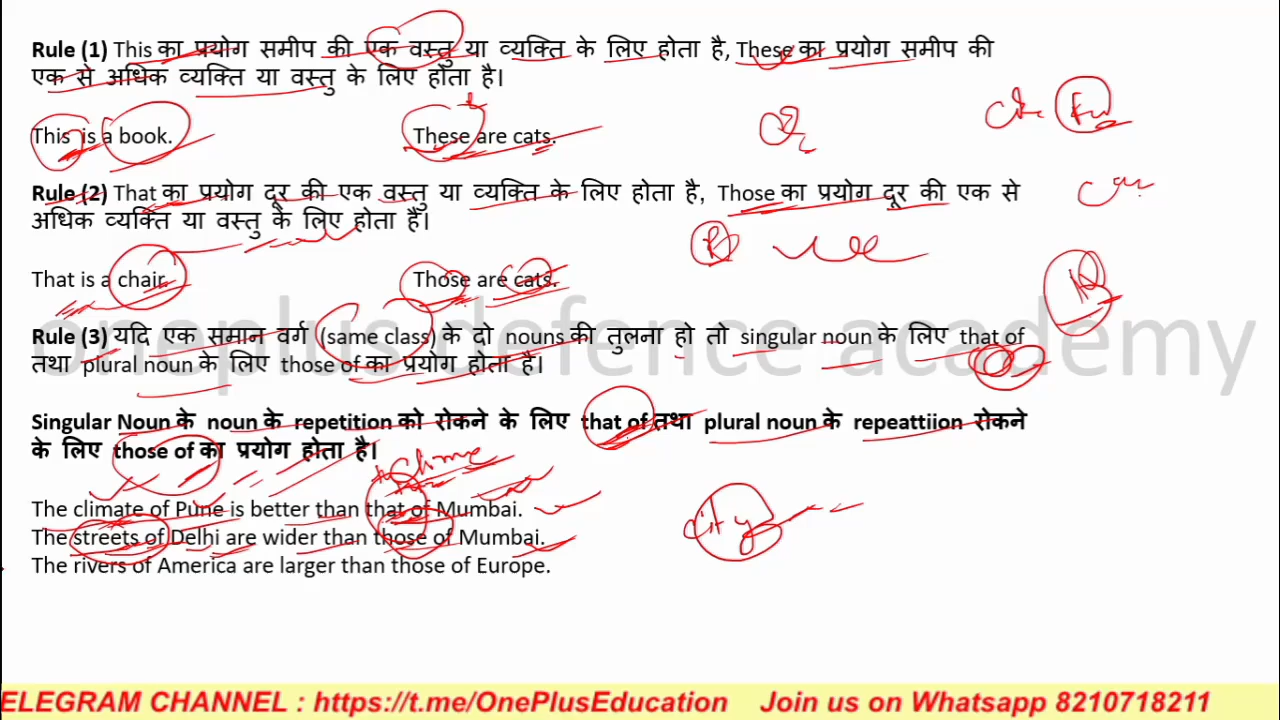 Rule (1) This का प्रयोग समीप की एक वस्तु या व्यक्ति के लिए होता है, These का प्रयोग समीप की
एक से अधिक व्यक्ति या वस्तु के लिए होता है।
This is a book. These are cats.
Rule (2) That का प्रयोग दूर की एक वस्तु या व्यक्ति के लिए होता है, Those का प्रयोग दूर की एक से
अधिक व्यक्ति या वस्तु के लिए होता है।
That is a chair. Those are cats.
oneplus defence academy
Rule (3) यदि एक समान वर्ग (same class) के दो nouns की तुलना हो तो singular noun के लिए that of
तथा plural noun के लिए those of का प्रयोग होता है।
Singular Noun के noun के repetition को रोकने के लिए that of तथा plural noun के repeattiion रोकने
के लिए those of का प्रयोग होता है।
The climate of Pune is better than that of Mumbai.
The streets of Delhi are wider than those of Mumbai.
city
The rivers of America are larger than those of Europe.
ELEGRAM CHANNEL : https://t.me/OnePlusEducation Join us on Whatsapp 8210718211